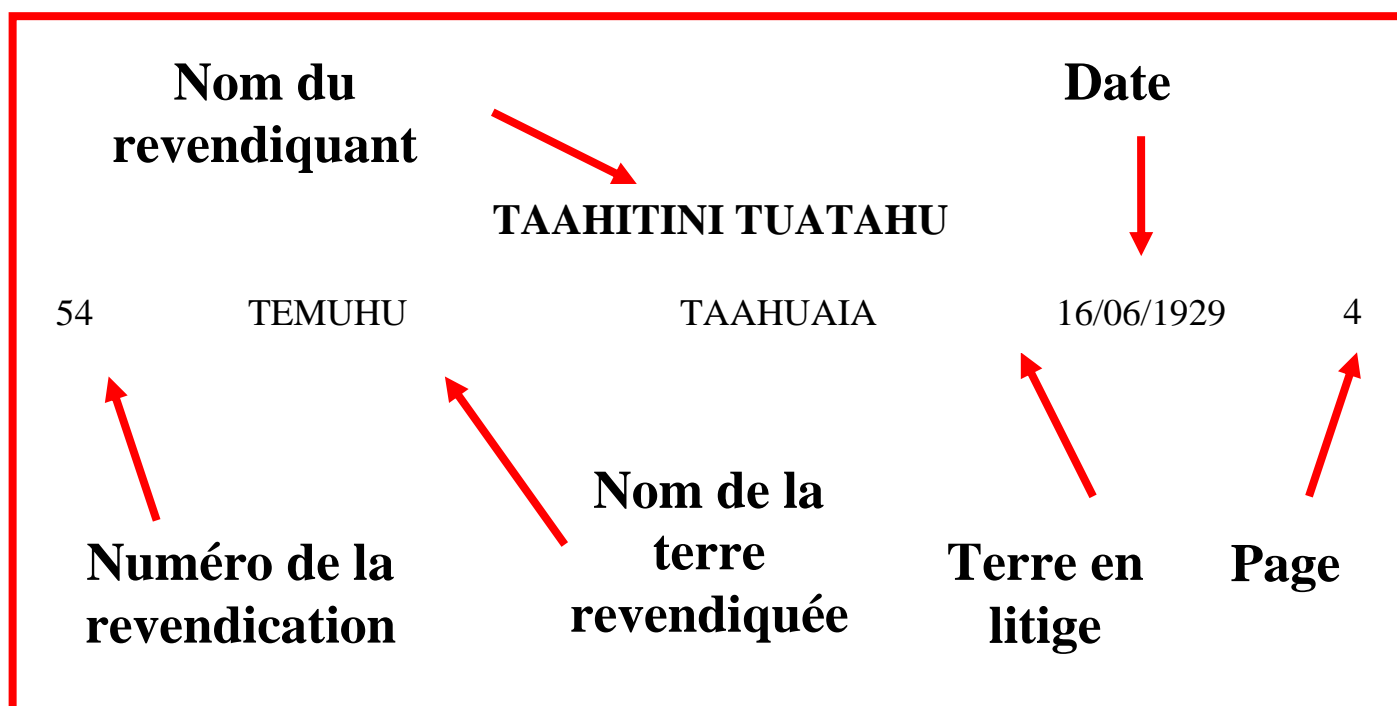 Nom du
revendiquant
Date
TAAHITINI TUATAHU
54 TEMUHU TAAHUAIA 16/06/1929 4
Numéro de la
revendication
Nom de la
terre
revendiquée
Terre en
litige
Page